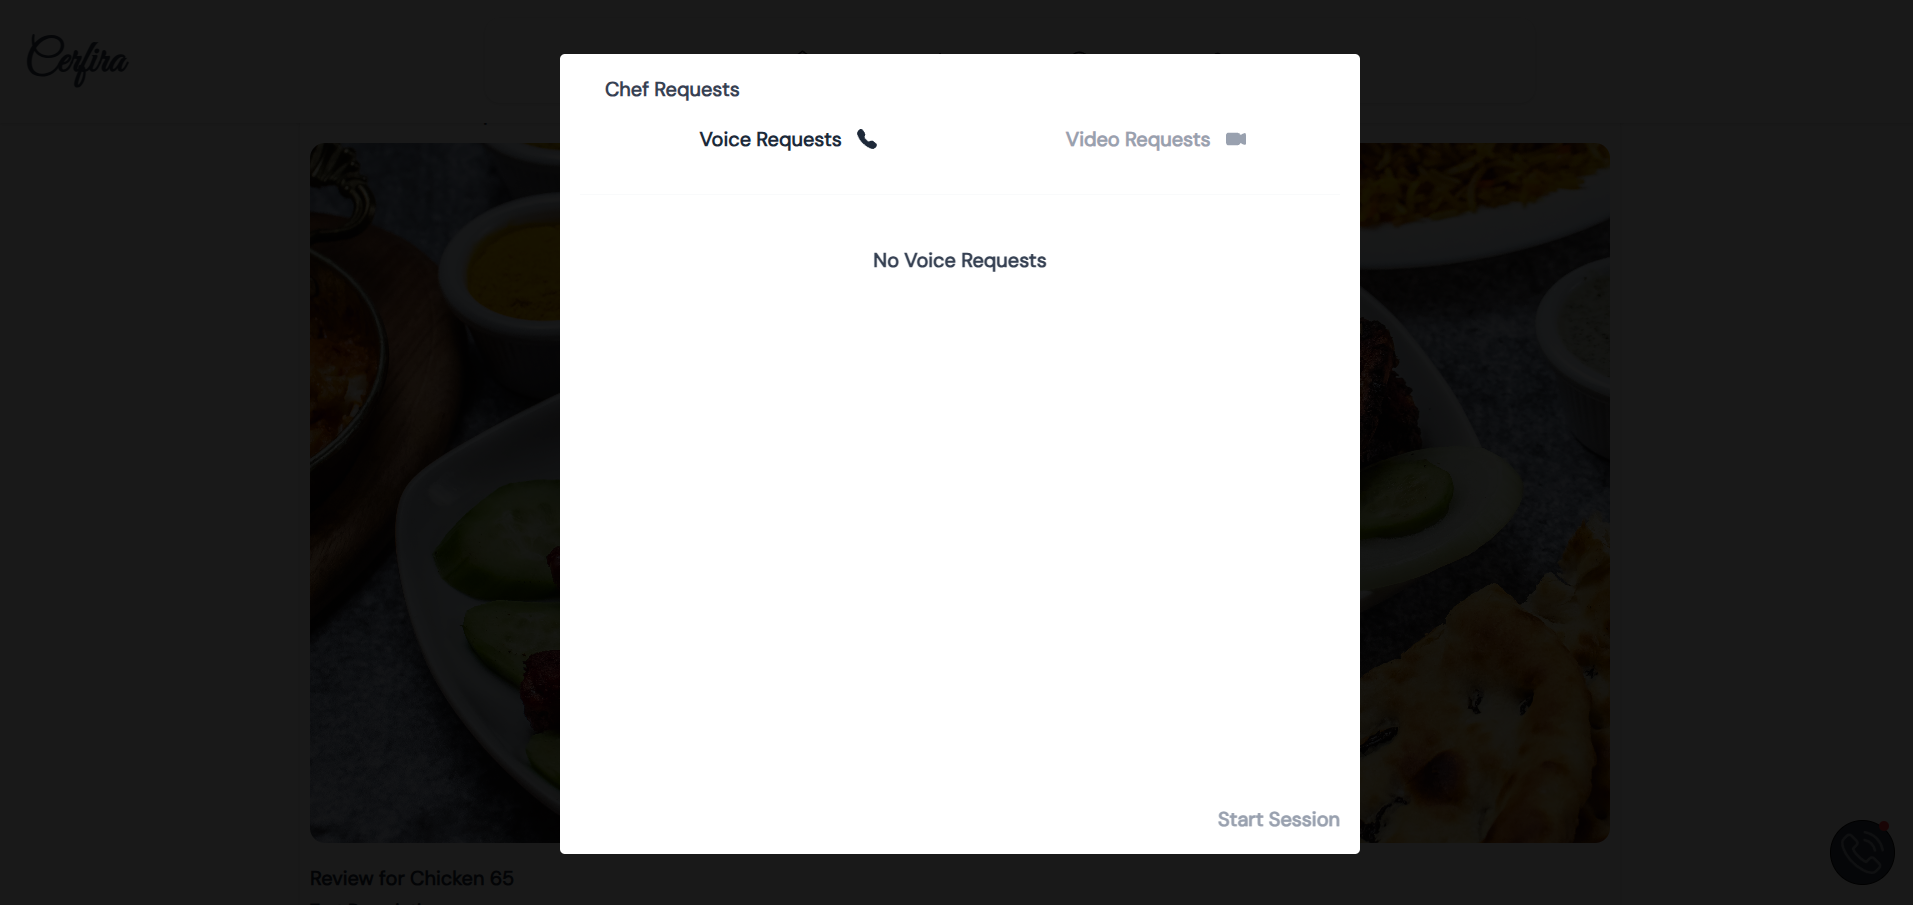 Cerfira
Chef Requests
Voice Requests
Video Requests
No Voice Requests
Start Session
Review for Chicken 65